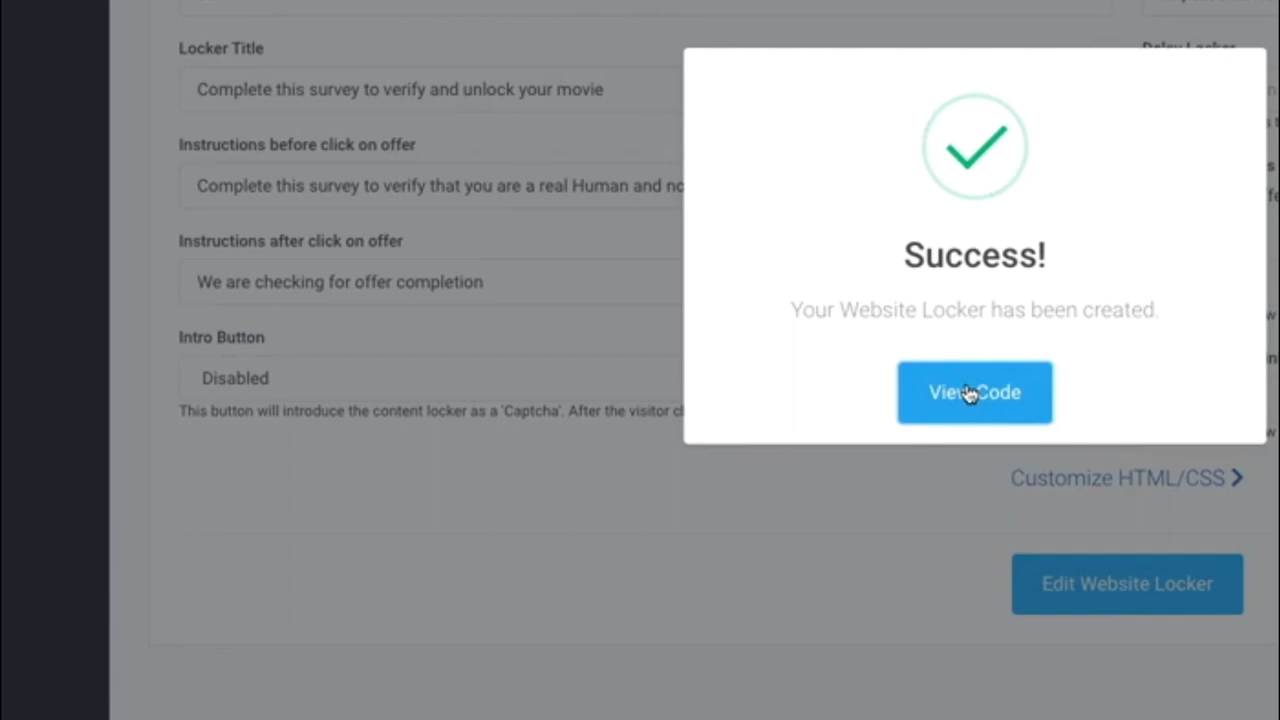 Locker Title
Complete this survey to verify and unlock your movie
Instructions before click on offer
Complete this survey to verify that you are a real Human and no
Instructions after click on offer
We are checking for offer completion
Intro Button
Disabled
This button will introduce the content locker as a 'Captcha'. After the visitor cl
Success!
Your Website Locker has been created.
View Code
Customize HTML/CSS
Edit Website Locker